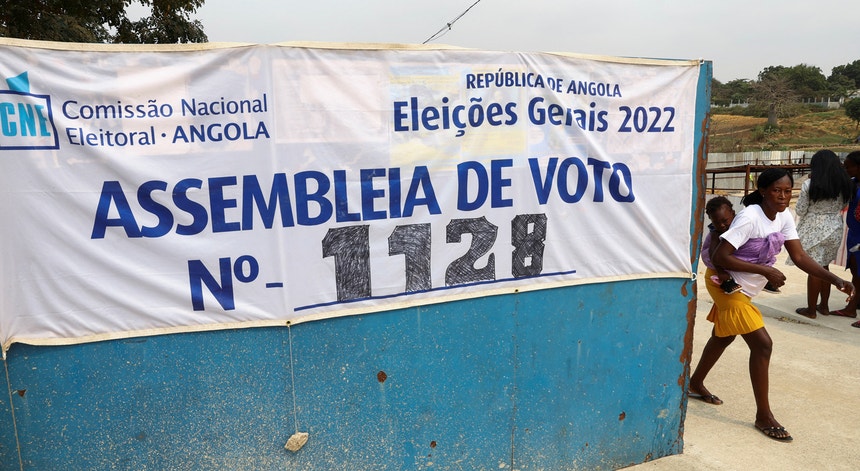 CNE
Comissão Nacional
Eleitoral · ANGOLA
REPÚBLICA DE ANGOLA
Eleições Gerais 2022
ASSEMBLEIA DE VOTO
Nº- 1128